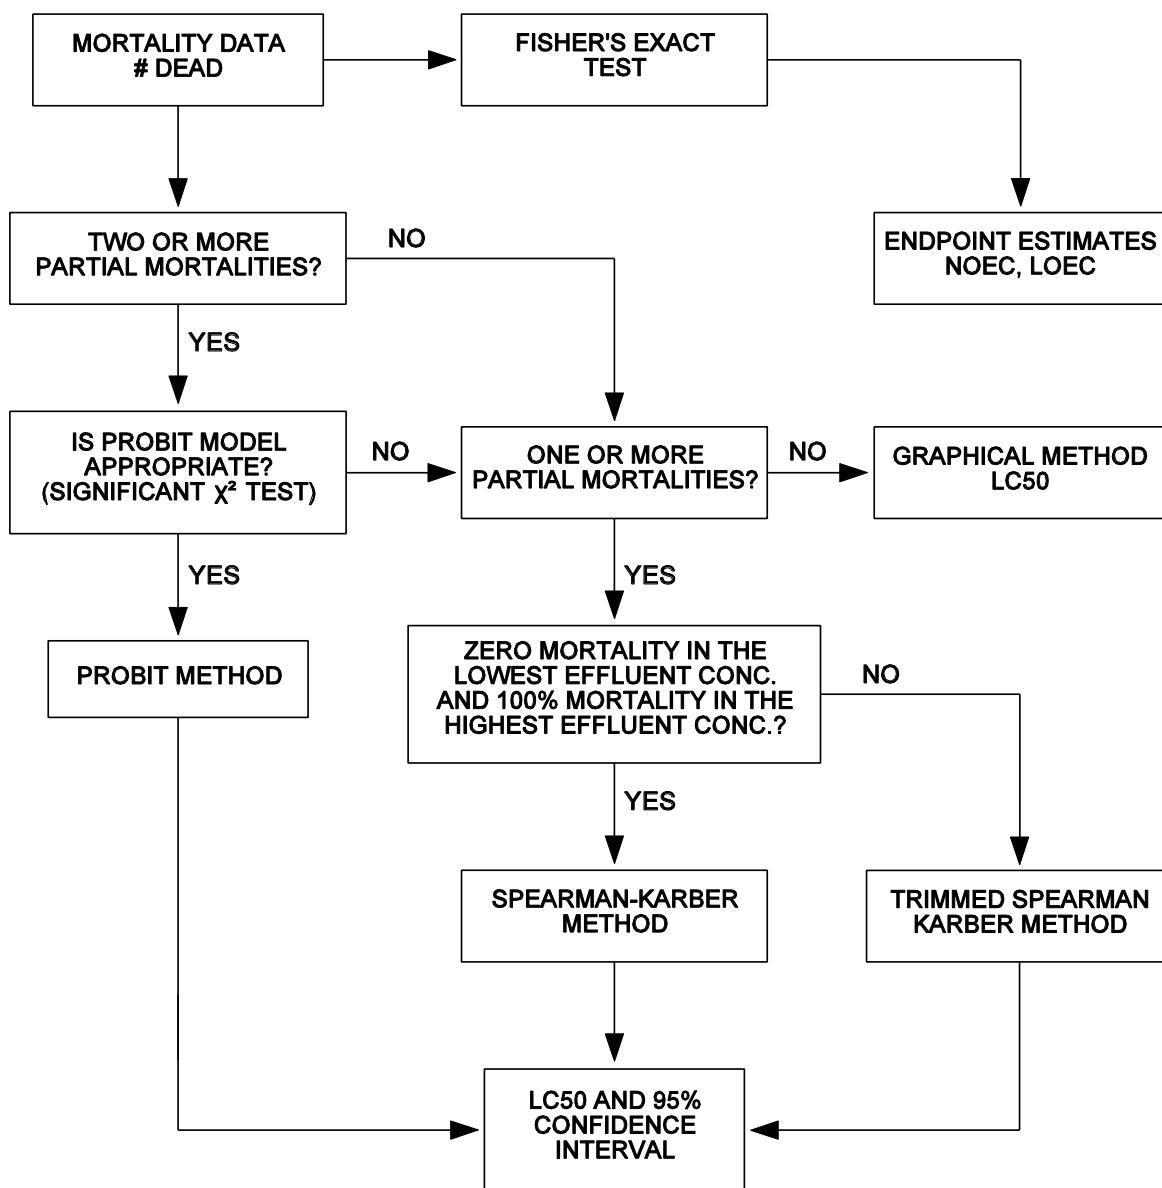 MORTALITY DATA
# DEAD
FISHER'S EXACT
TEST
TWO OR MORE
PARTIAL MORTALITIES?
NO
ENDPOINT ESTIMATES
NOEC, LOEC
YES
IS PROBIT MODEL
APPROPRIATE?
(SIGNIFICANT χ² TEST)
NO
ONE OR MORE
PARTIAL MORTALITIES?
NO
GRAPHICAL METHOD
LC50
YES
YES
PROBIT METHOD
ZERO MORTALITY IN THE
LOWEST EFFLUENT CONC.
AND 100% MORTALITY IN THE
HIGHEST EFFLUENT CONC.?
NO
YES
SPEARMAN-KARBER
METHOD
TRIMMED SPEARMAN
KARBER METHOD
LC50 AND 95%
CONFIDENCE
INTERVAL